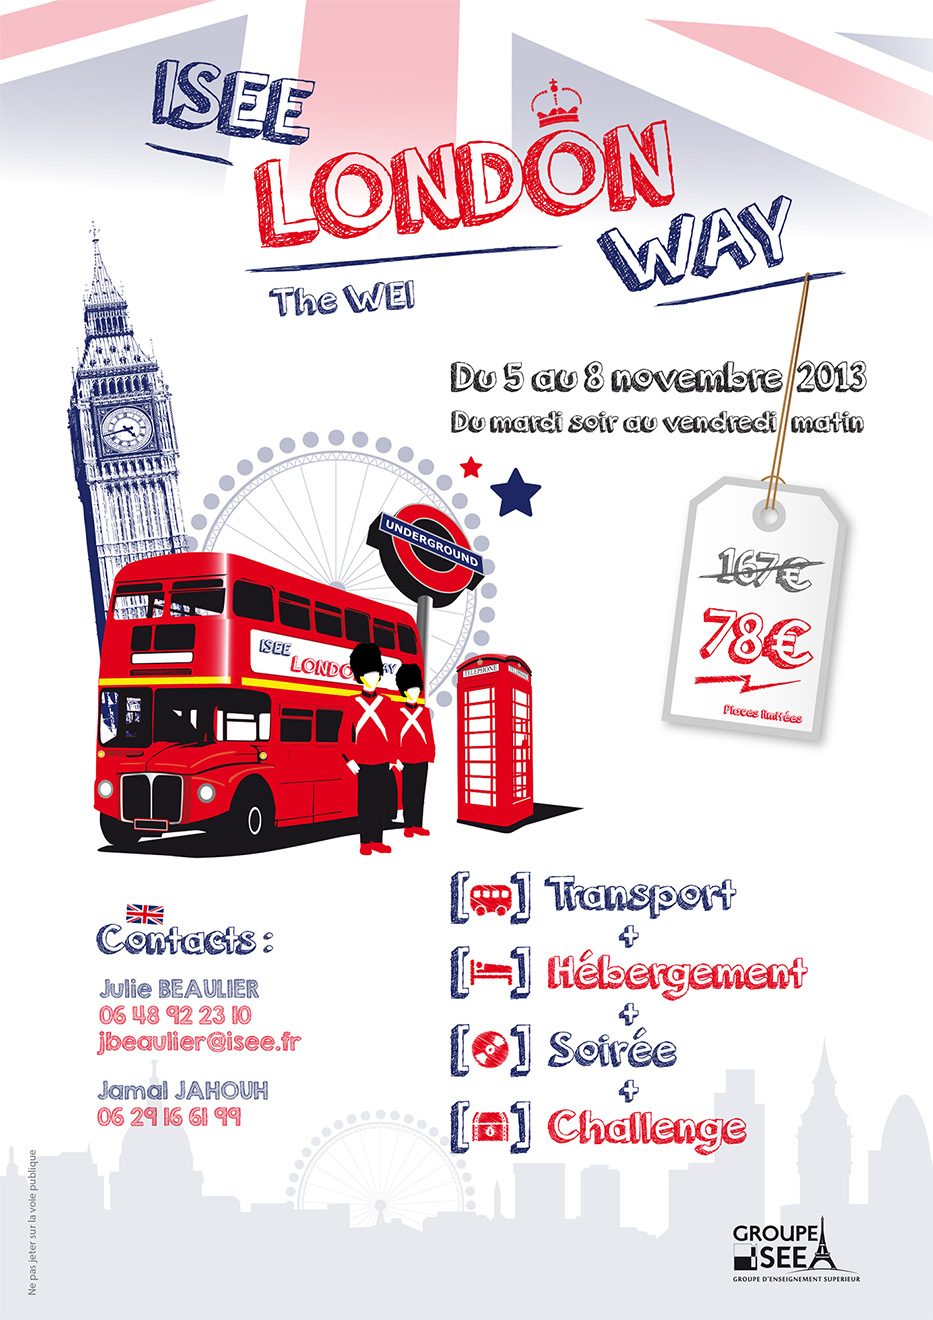 ISEE
LONDON
WAY
The WEI
Du 5 au 8 novembre 2013
Du mardi soir au vendredi matin
167€
78€
Places limitées
UNDERGROUND
ISEE
LONDO WAY
TELEPHONE
Contacts :
Julie BEAULIER
06 48 92 23 10
jbeaulier@isee.fr
Jamal JAHOUH
06 29 16 61 99
[ ] Transport
+
[ ] Hébergement
+
[ ] Soirée
+
[ ] Challenge
Ne pas jeter sur la voie publique
GROUPE
ISEE
GROUPE D'ENSEIGNEMENT SUPERIEUR